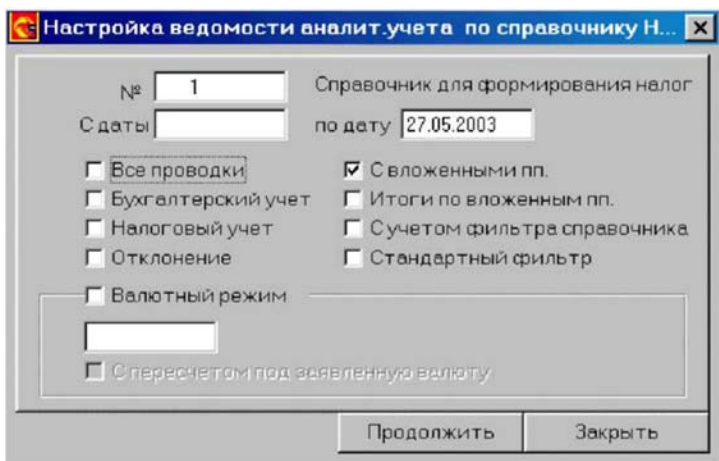 Настройка ведомости аналит.учета по справочнику Н...
№ 1 Справочник для формирования налог
С даты по дату 27.05.2003
Все проводки С вложенными пп.
Бухгалтерский учет Итоги по вложенным пп.
Налоговый учет С учетом фильтра справочника
Отклонение Стандартный фильтр
Валютный режим
С пересчетом под заявленную валюту
Продолжить Закрыть